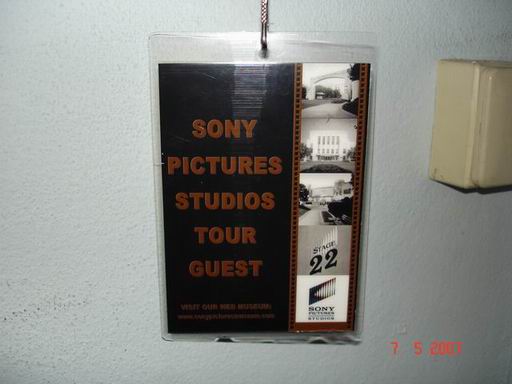 SONY
PICTURES
STUDIOS
TOUR
GUEST
VISIT OUR WEB MUSEUM:
STAGE
22
SONY
PICTURES
STUDIOS
7 5 2007